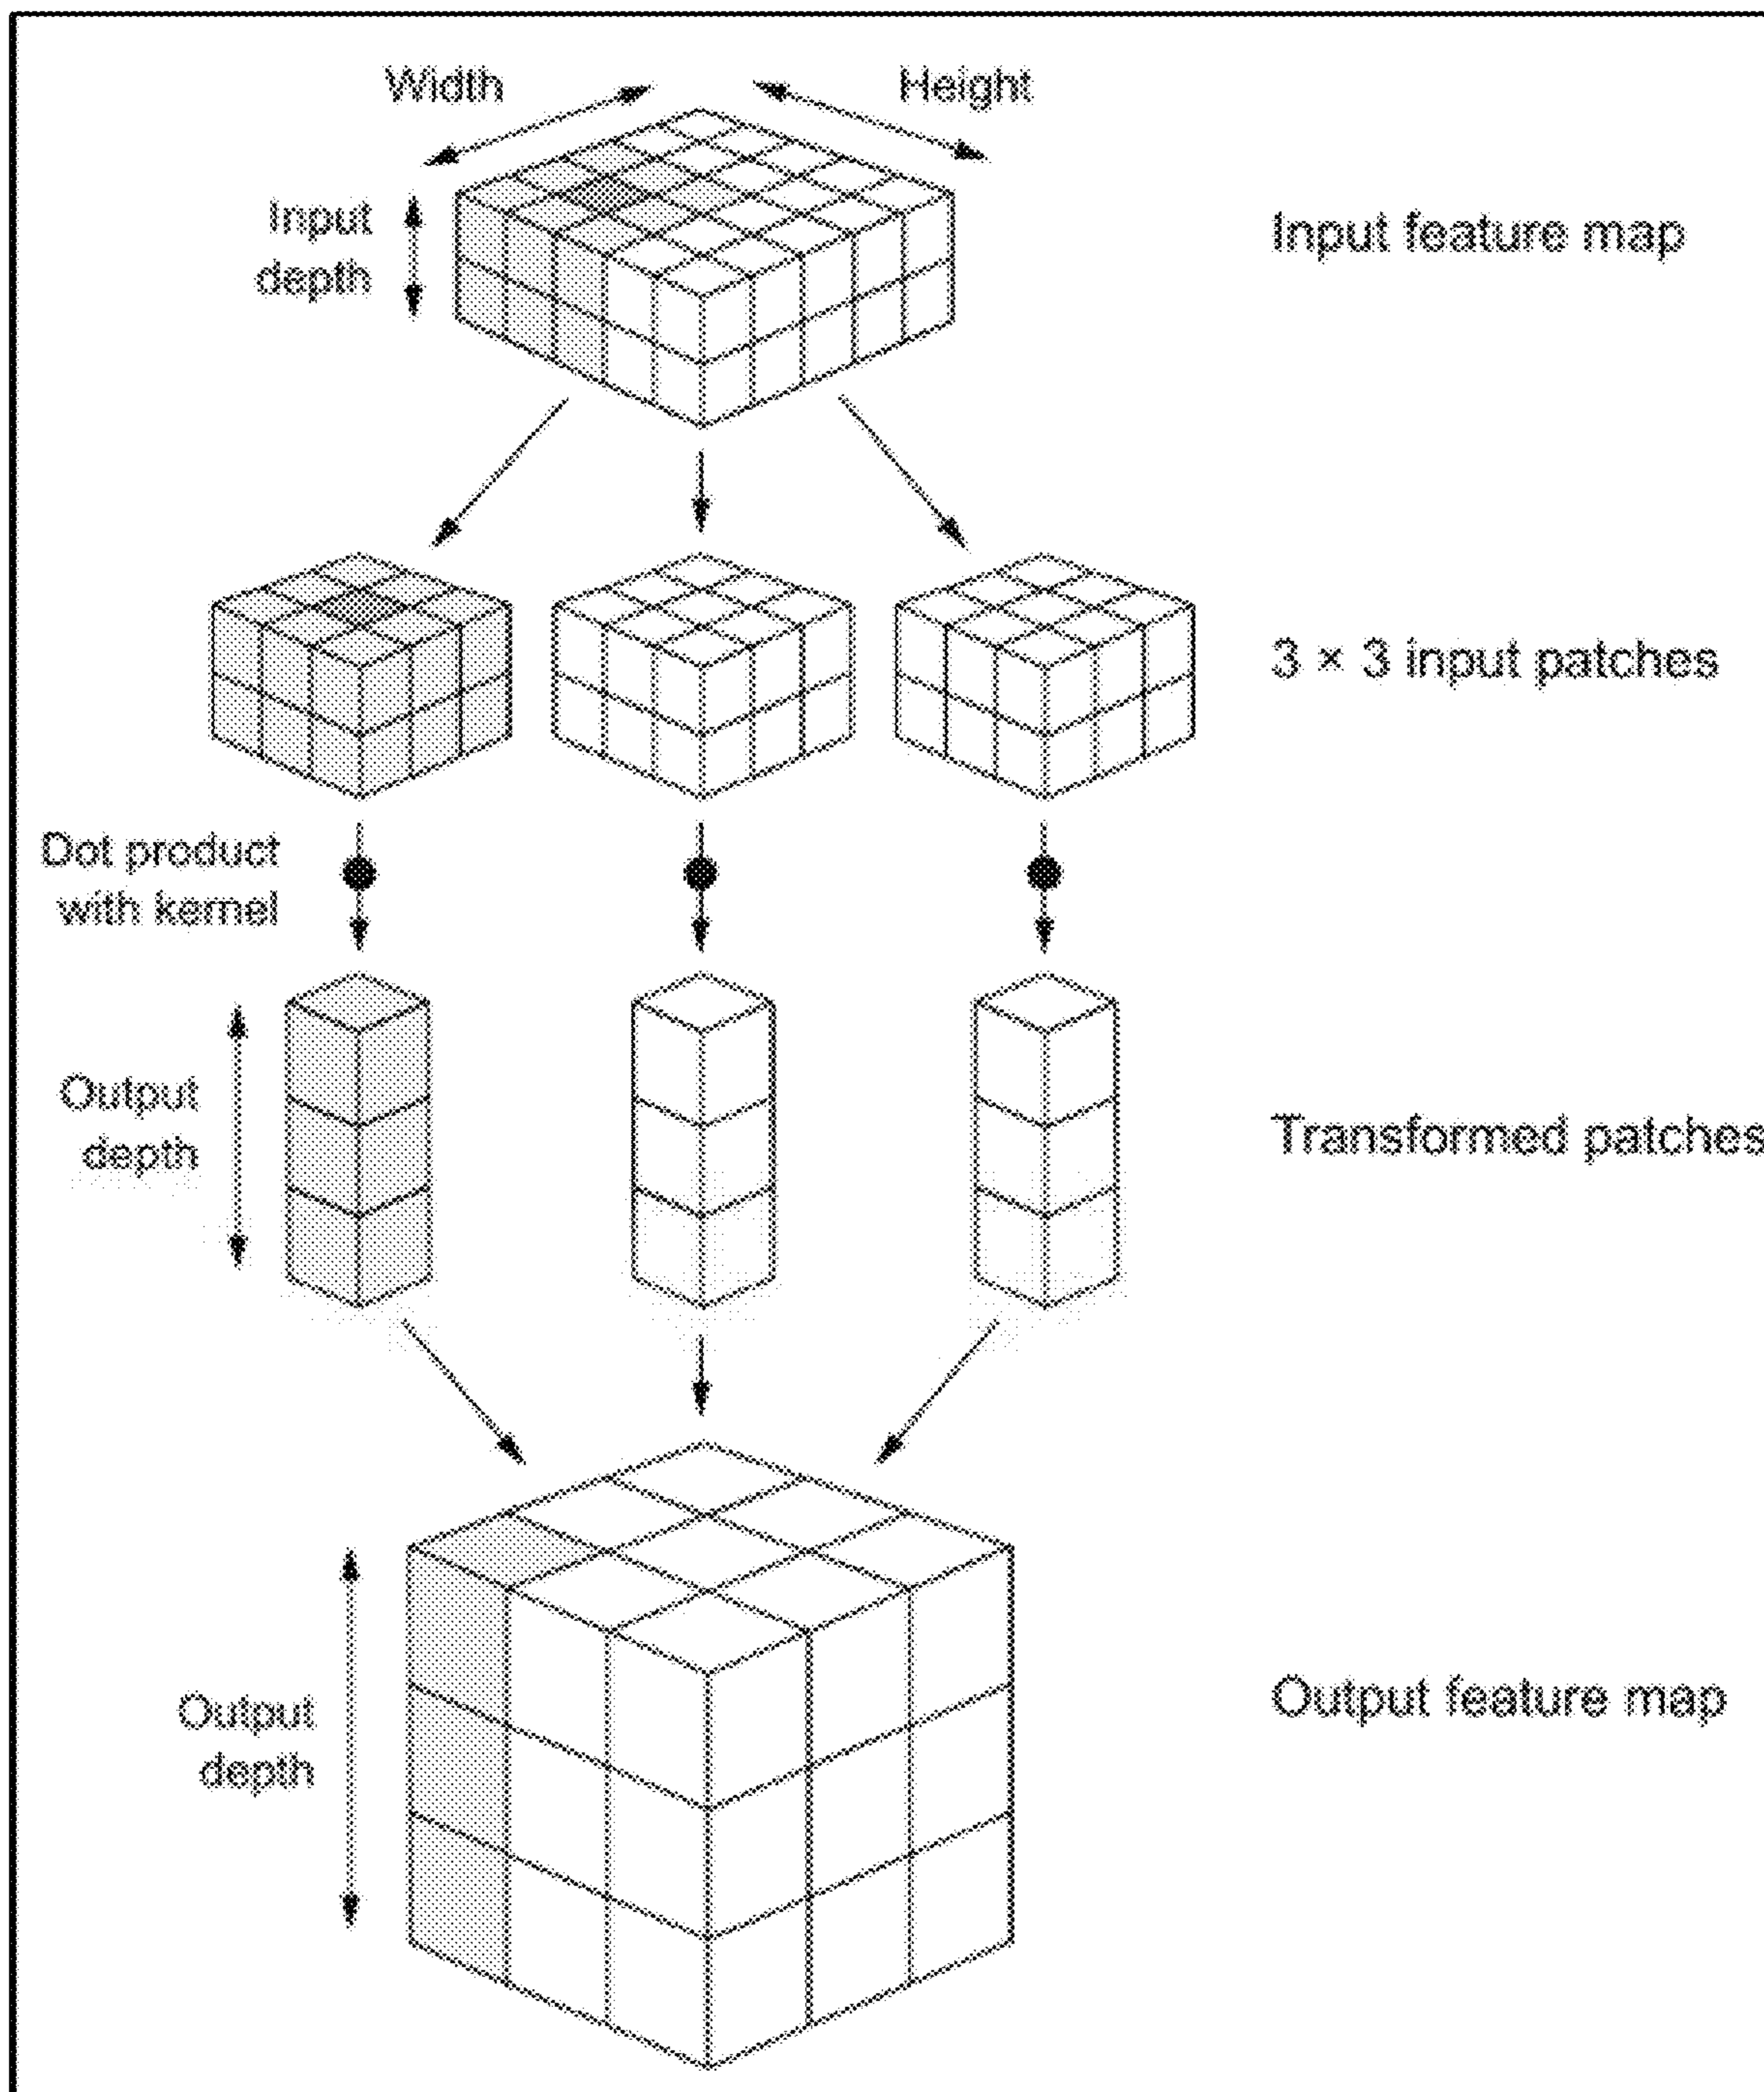 Width
Height
Input
depth
Input feature map
3 × 3 input patches
Dot product
with kernel
Output
depth
Transformed patches
Output
depth
Output feature map